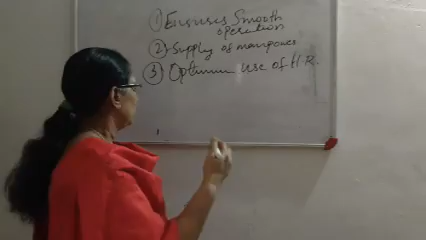 ① Ensures Smooth
operation
② Supply of manpower
③ Optimum use of H.R.